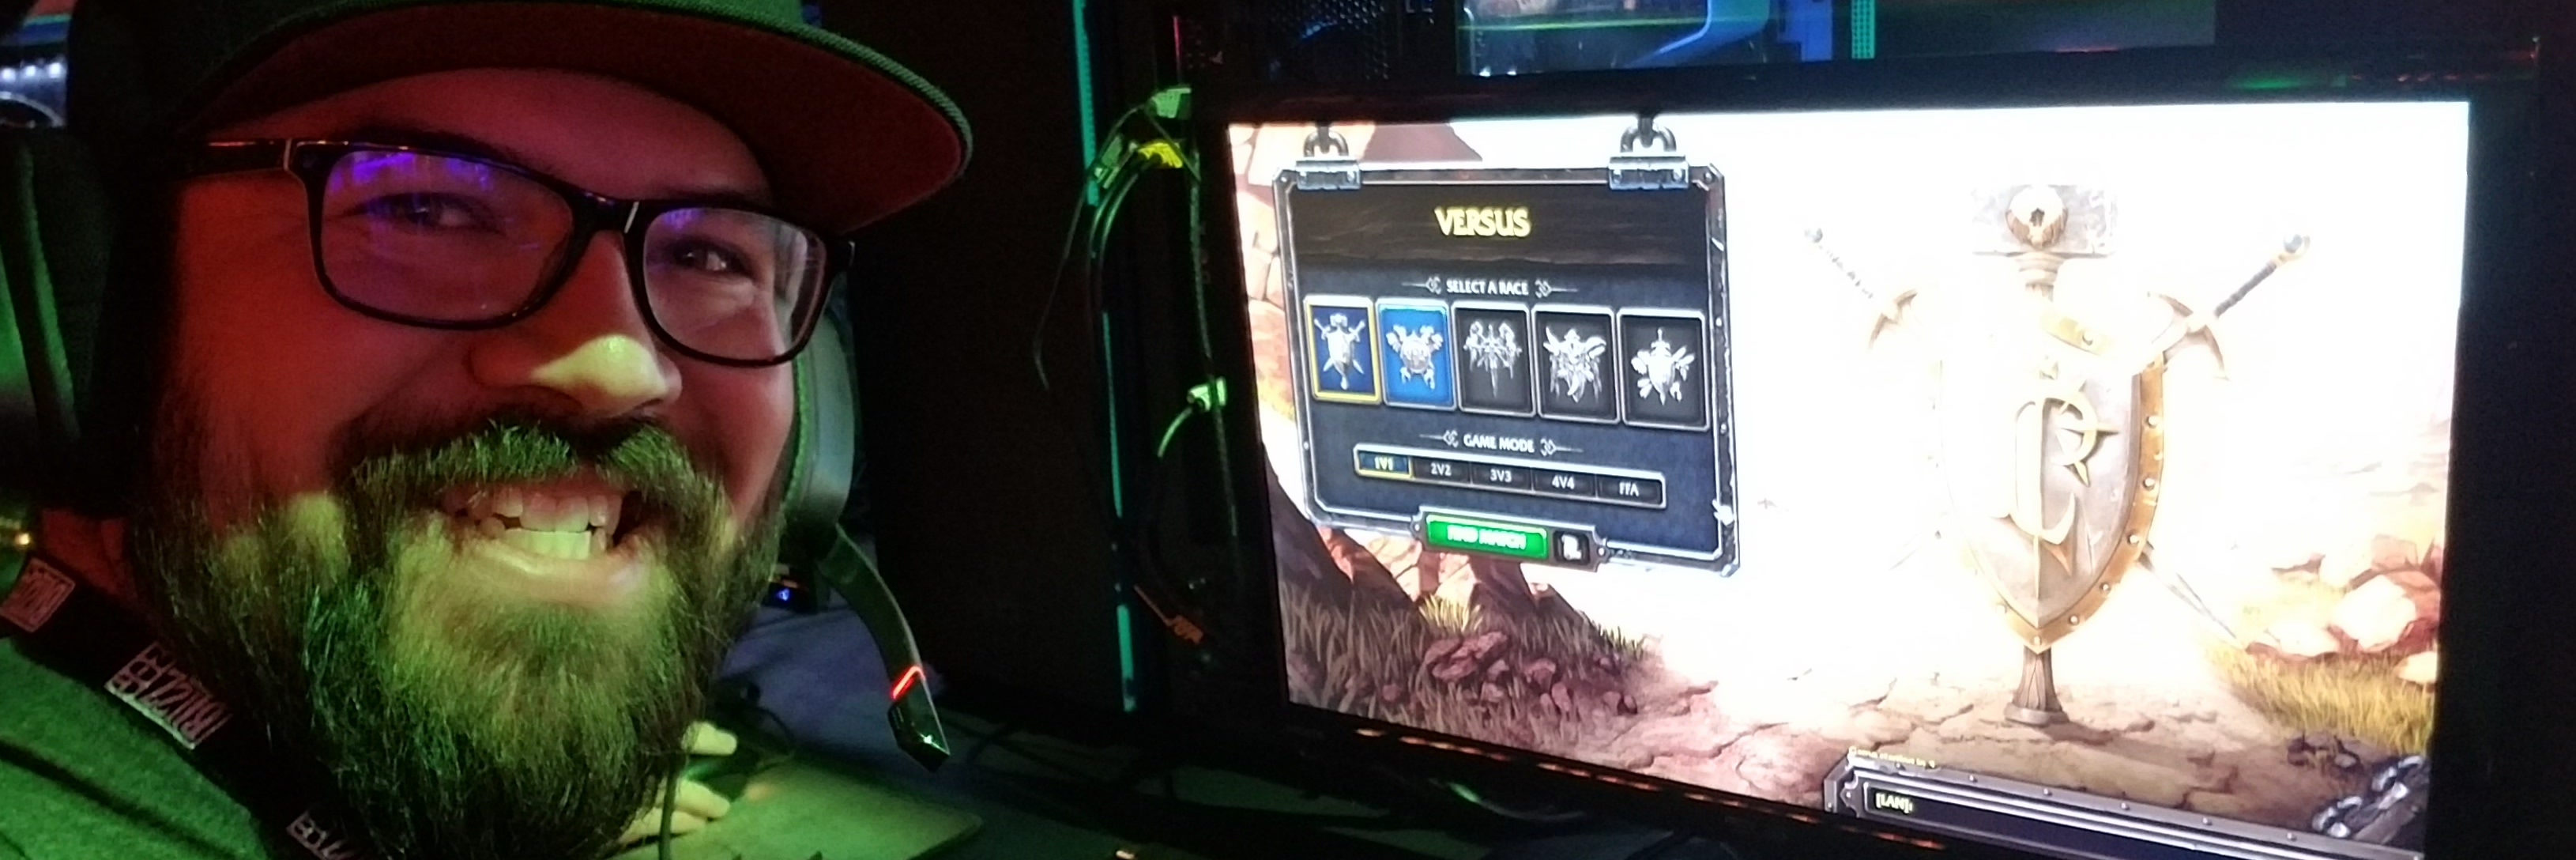 VERSUS
SELECT A RACE
GAME MODE
1V1 2V2 3V3 4V4 FFA
FIND MATCH
[LAN]: